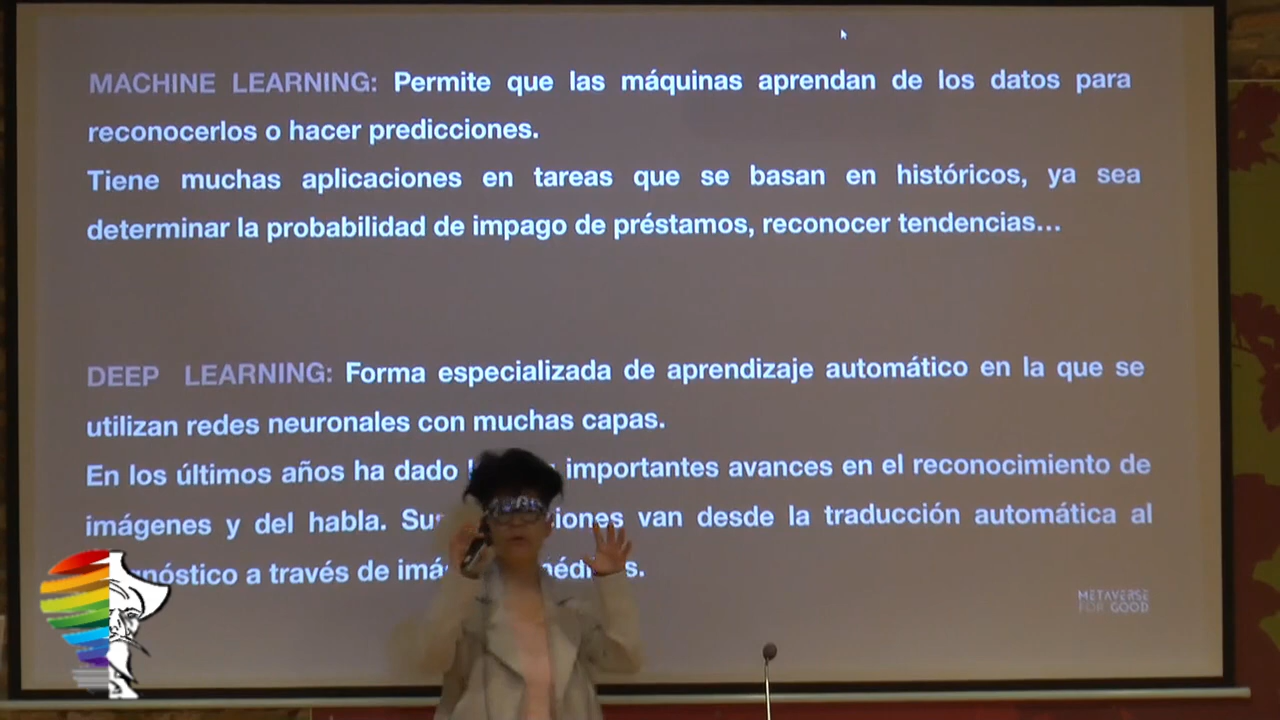 MACHINE LEARNING: Permite que las máquinas aprendan de los datos para
reconocerlos o hacer predicciones.
Tiene muchas aplicaciones en tareas que se basan en históricos, ya sea
determinar la probabilidad de impago de préstamos, reconocer tendencias...
DEEP LEARNING: Forma especializada de aprendizaje automático en la que se
utilizan redes neuronales con muchas capas.
En los últimos años ha dado importantes avances en el reconocimiento de
imágenes y del habla. van desde la traducción automática al
a través de
METAVERSE
FOR GOOD